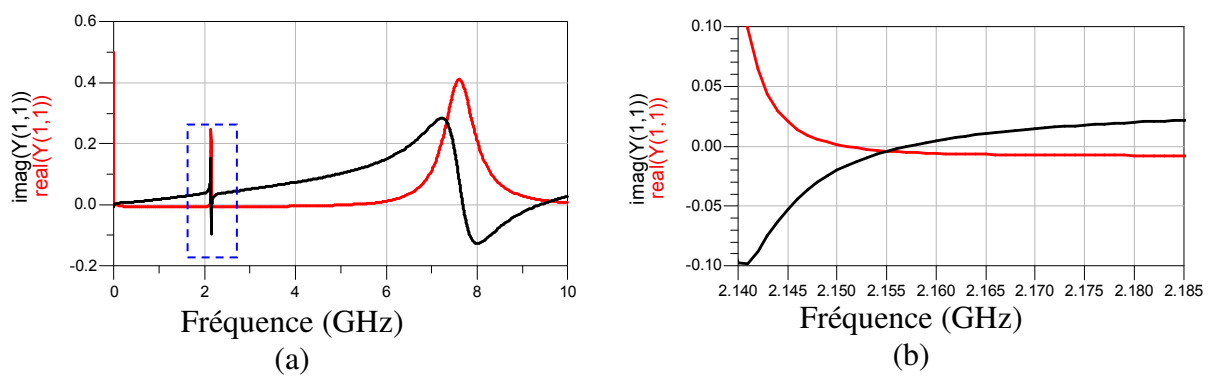 imag(Y(1,1))
real(Y(1,1))
0.6
0.4
0.2
0.0
-0.2
0 2 4 6 8 10
Fréquence (GHz)
(a)
imag(Y(1,1))
real(Y(1,1))
0.10
0.05
0.00
-0.05
-0.10
2.140 2.145 2.150 2.155 2.160 2.165 2.170 2.175 2.180 2.185
Fréquence (GHz)
(b)